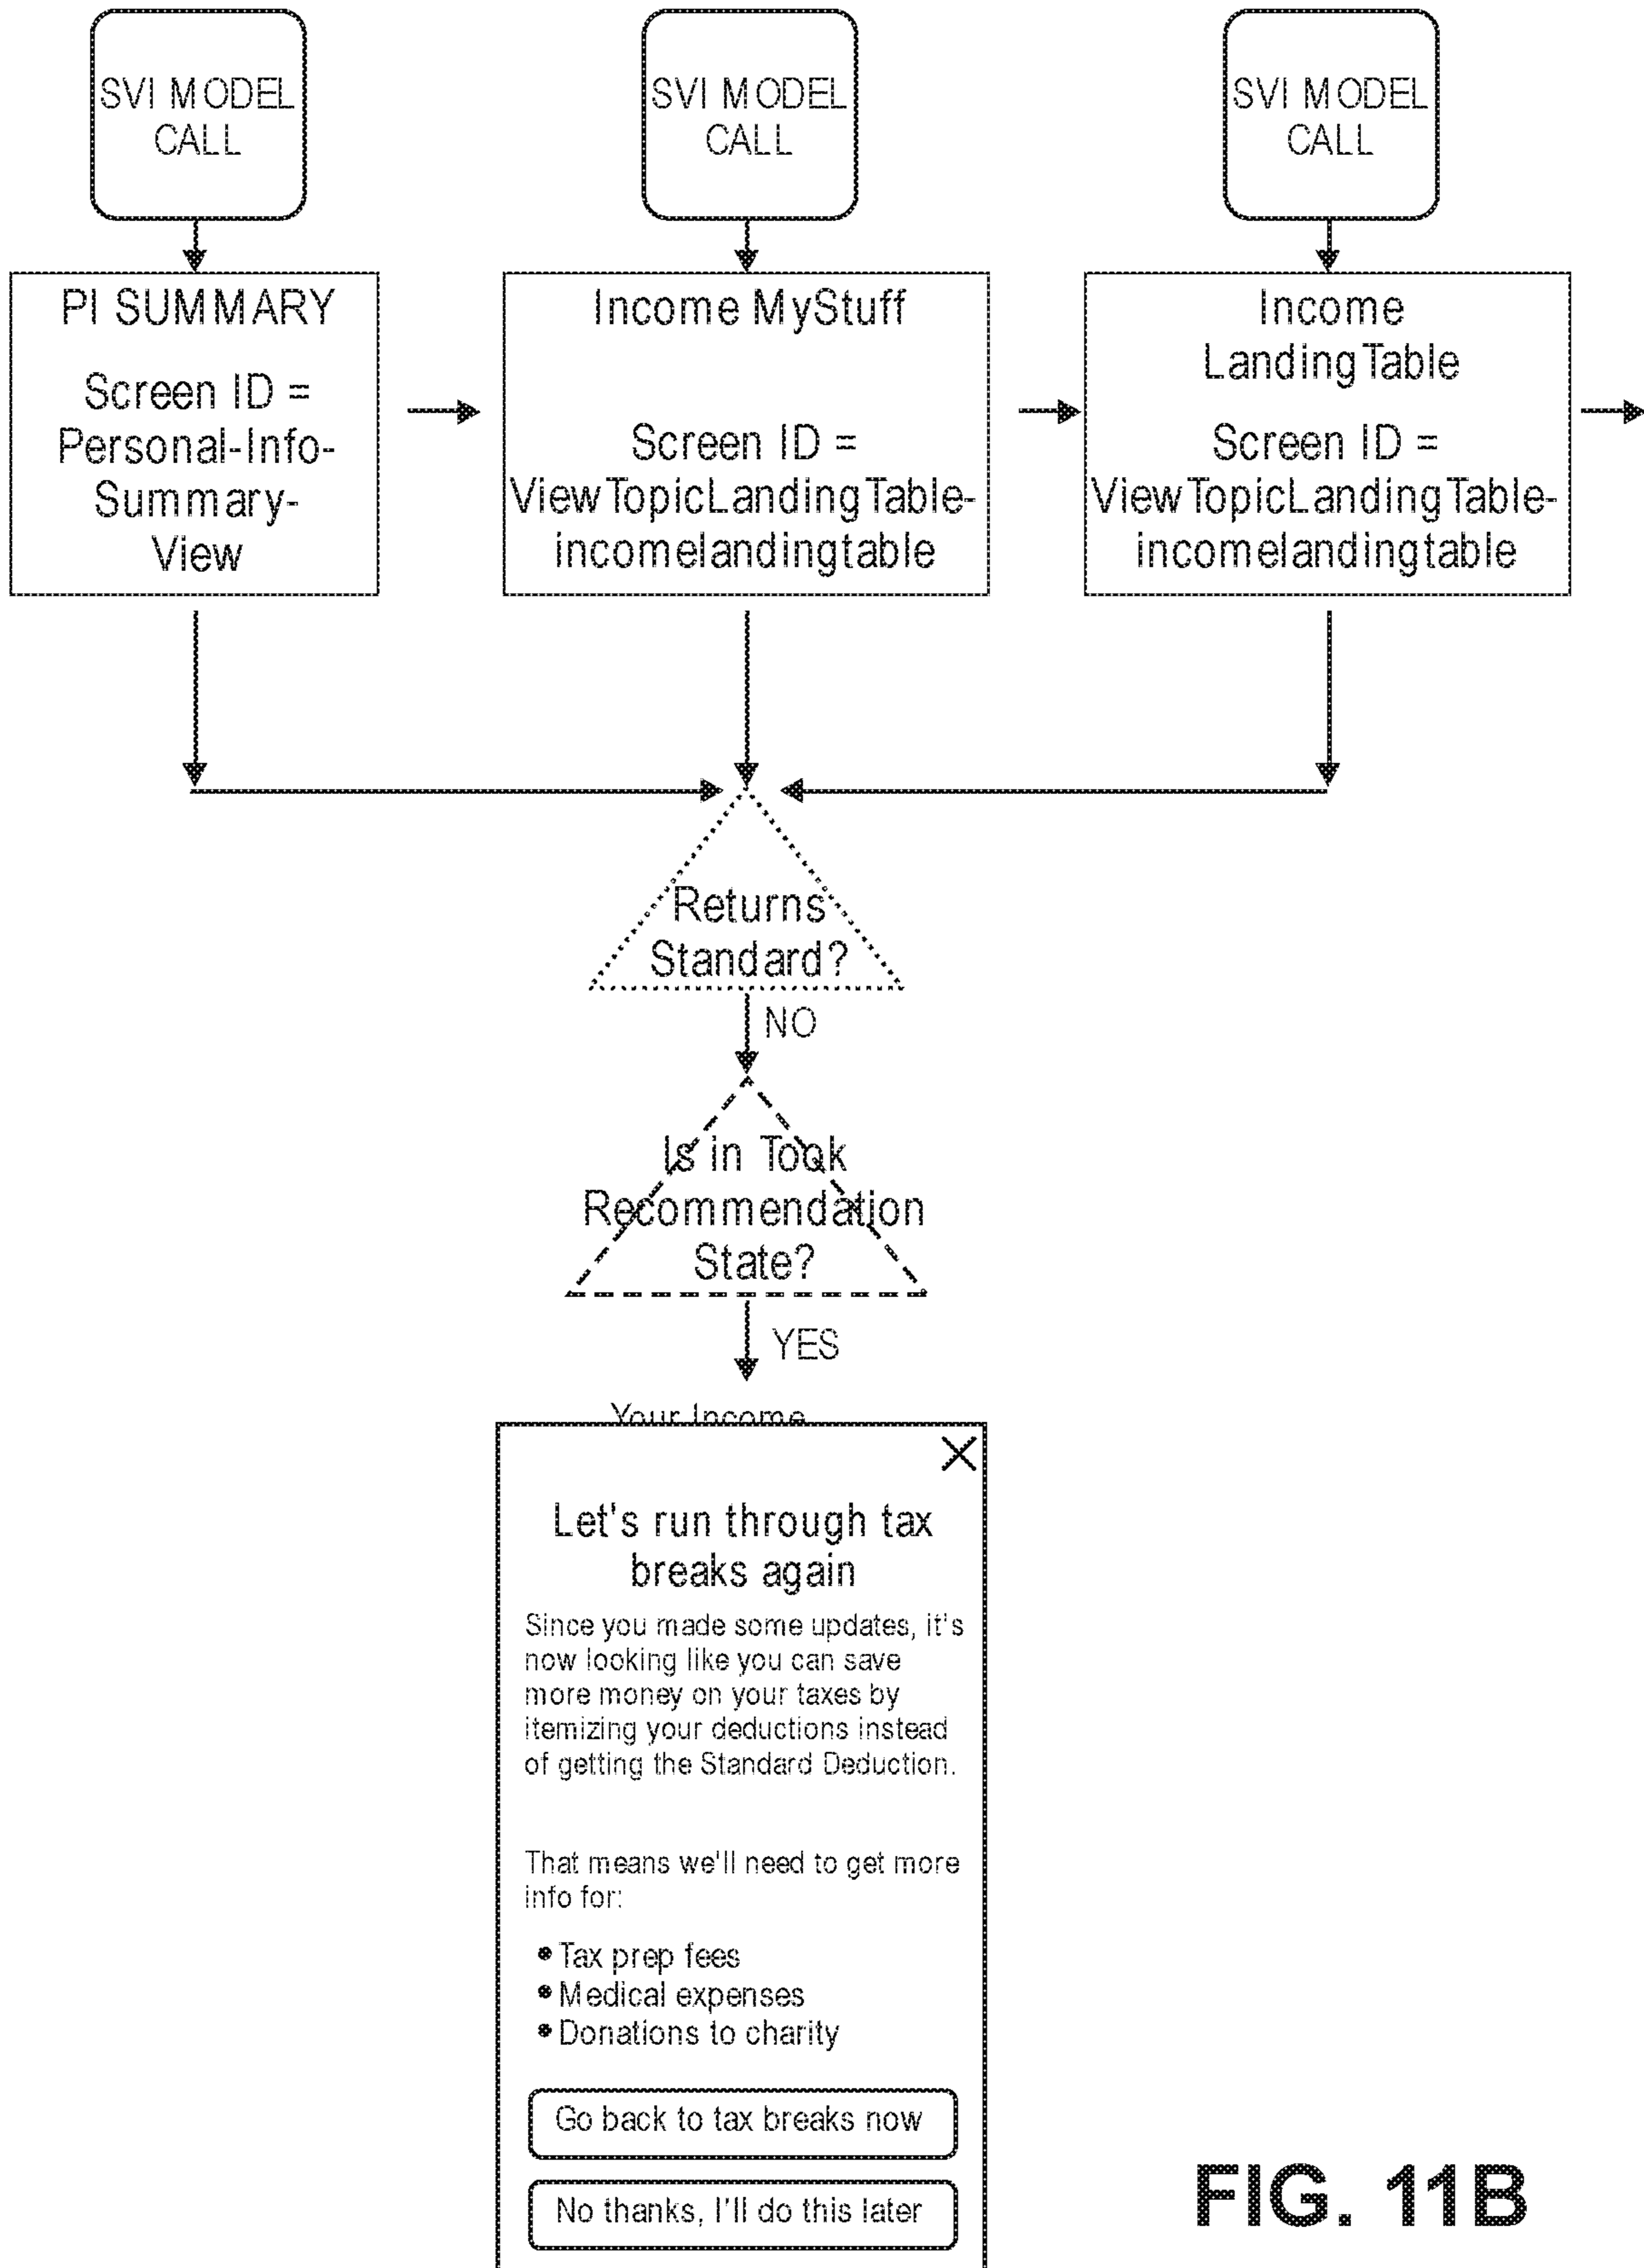 SVI MODEL
CALL
SVI MODEL
CALL
SVI MODEL
CALL
PI SUMMARY
Screen ID =
Personal-Info-
Summary-
View
Income MyStuff
Screen ID =
ViewTopicLandingTable-
incomelandingtable
Income
LandingTable
Screen ID =
ViewTopicLandingTable-
incomelandingtable
Returns
Standard?
NO
Is in Took
Recommendation
State?
YES
Your Income
Let's run through tax
breaks again
Since you made some updates, it's
now looking like you can save
more money on your taxes by
itemizing your deductions instead
of getting the Standard Deduction.
That means we'll need to get more
info for:
• Tax prep fees
• Medical expenses
• Donations to charity
Go back to tax breaks now
No thanks, I'll do this later
FIG. 11B